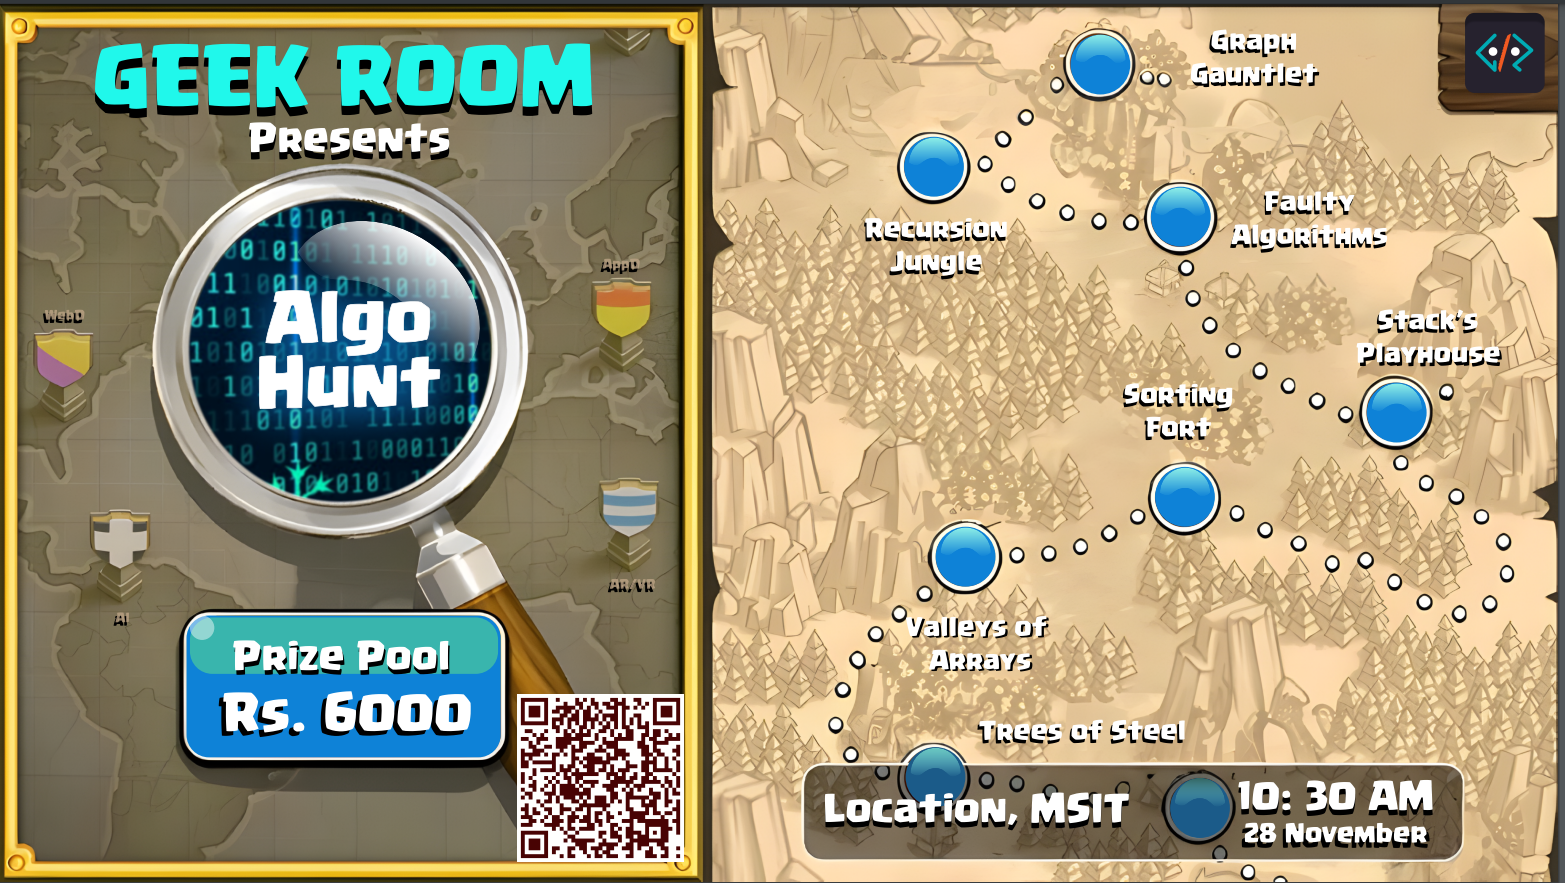 GEEK ROOM
Presents
Algo
Hunt
WebD
AppD
AI
AR/VR
Prize Pool
Rs. 6000
Graph
Gauntlet
Recursion
Jungle
Faulty
Algorithms
Stack's
Playhouse
Sorting
Fort
Valleys of
Arrays
Trees of Steel
Location, MSIT
10: 30 AM
28 November